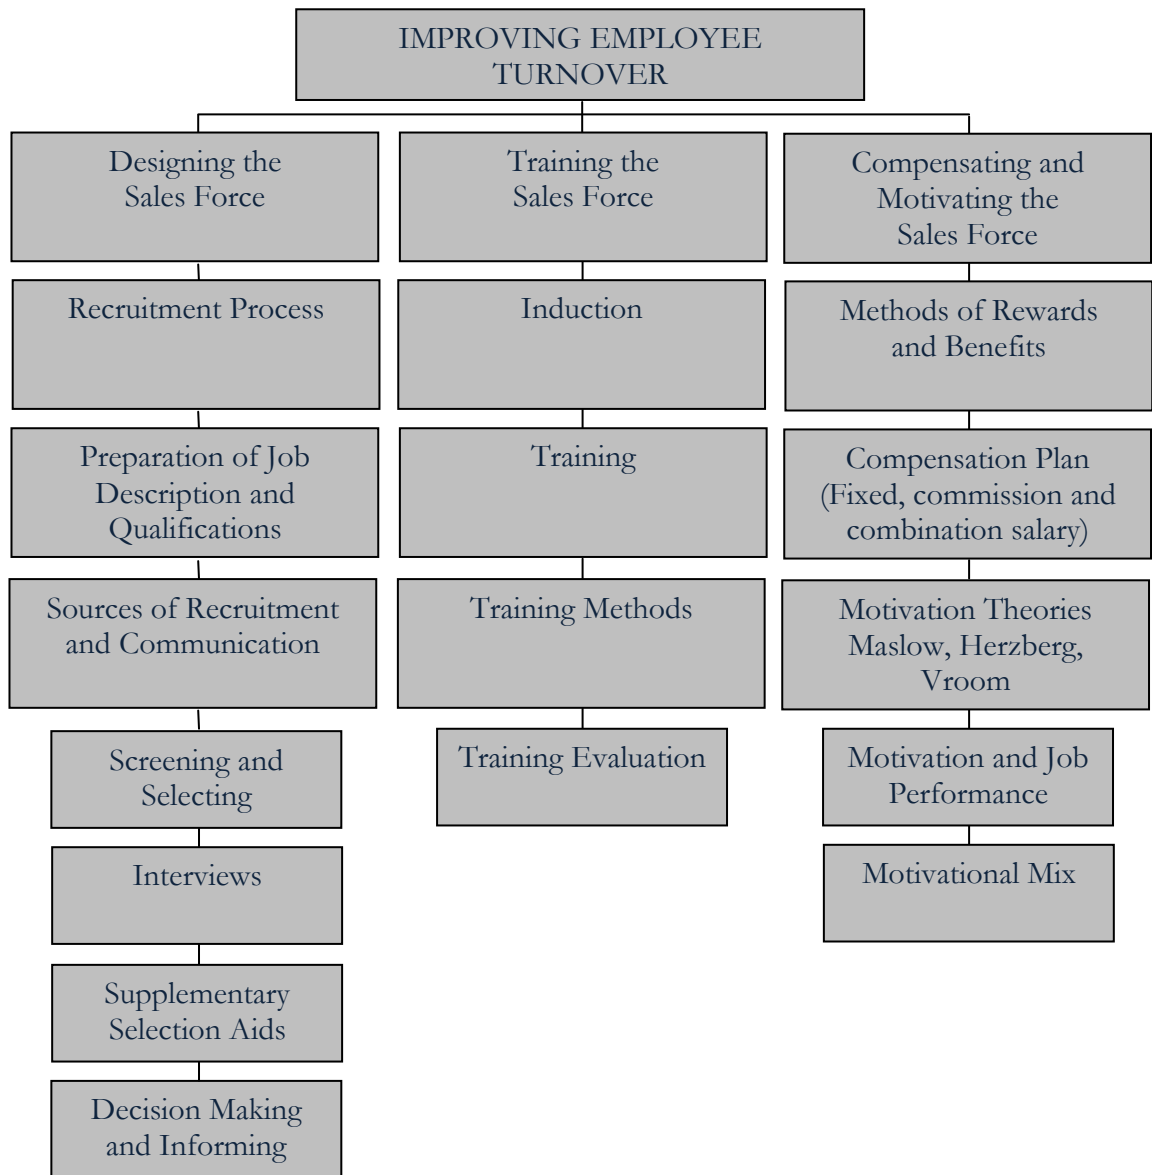 IMPROVING EMPLOYEE
TURNOVER
Designing the
Sales Force
Recruitment Process
Preparation of Job
Description and
Qualifications
Sources of Recruitment
and Communication
Screening and
Selecting
Interviews
Supplementary
Selection Aids
Decision Making
and Informing
Training the
Sales Force
Induction
Training
Training Methods
Training Evaluation
Compensating and
Motivating the
Sales Force
Methods of Rewards
and Benefits
Compensation Plan
(Fixed, commission and
combination salary)
Motivation Theories
Maslow, Herzberg,
Vroom
Motivation and Job
Performance
Motivational Mix